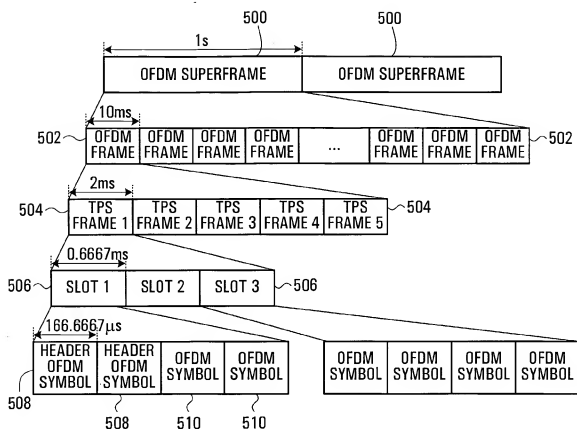 500 500
1s
OFDM SUPERFRAME OFDM SUPERFRAME
10ms
502 OFDM FRAME OFDM FRAME OFDM FRAME OFDM FRAME ... OFDM FRAME OFDM FRAME OFDM FRAME 502
2ms
504 TPS FRAME 1 TPS FRAME 2 TPS FRAME 3 TPS FRAME 4 TPS FRAME 5 504
0.6667ms
506 SLOT 1 SLOT 2 SLOT 3 506
166.6667μs
HEADER OFDM SYMBOL HEADER OFDM SYMBOL OFDM SYMBOL OFDM SYMBOL OFDM SYMBOL OFDM SYMBOL OFDM SYMBOL OFDM SYMBOL
508 508 510 510